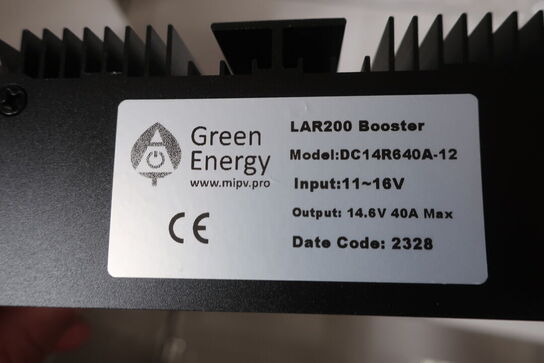 Green
Energy
www.mipv.pro
CE
LAR200 Booster
Model:DC14R640A-12
Input:11~16V
Output: 14.6V 40A Max
Date Code: 2328